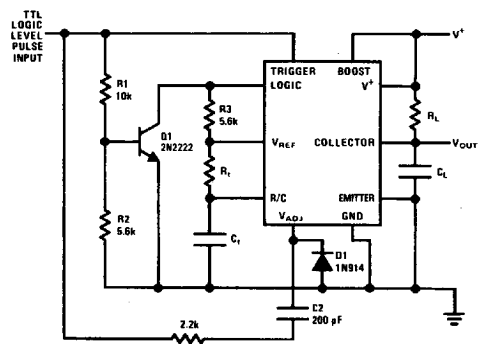 TTL
LOGIC
LEVEL
PULSE
INPUT
R1
10k
Q1
2N2222
R2
5.6k
R3
5.6k
Rt
Ct
TRIGGER
BOOST
LOGIC
V+
VREF
COLLECTOR
R/C
EMITTER
VADJ
GND
V+
RL
VOUT
CL
D1
1N914
C2
200 pF
2.2k